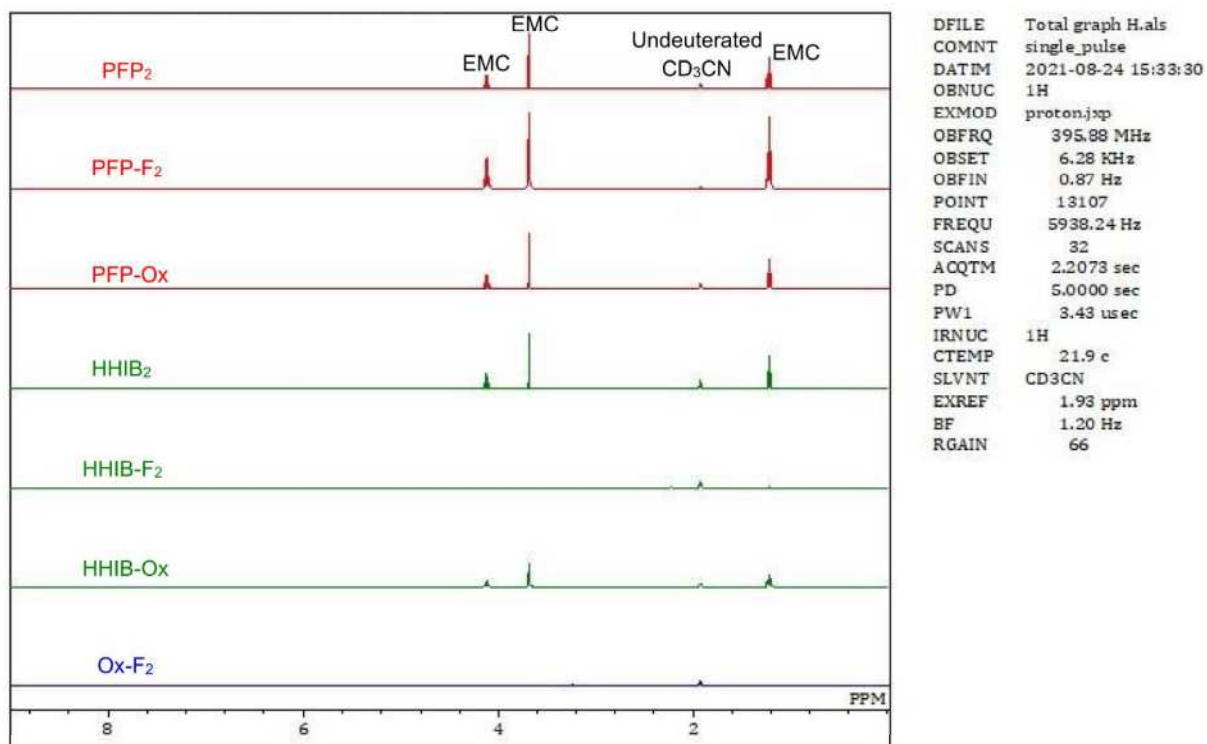 EMC
Undeuterated
EMC
EMC
CD₃CN
PFP₂
PFP-F₂
PFP-Ox
HHIB₂
HHIB-F₂
HHIB-Ox
Ox-F₂
PPM
8 6 4 2
DFILE Total graph H.als
COMNT single_pulse
DATIM 2021-08-24 15:33:30
OBNUC 1H
EXMOD proton.jxp
OBFRQ 395.88 MHz
OBSET 6.28 KHz
OBFIN 0.87 Hz
POINT 13107
FREQU 5938.24 Hz
SCANS 32
ACQTM 2.2073 sec
PD 5.0000 sec
PW1 3.43 usec
IRNUC 1H
CTEMP 21.9 c
SLVNT CD3CN
EXREF 1.93 ppm
BF 1.20 Hz
RGAIN 66